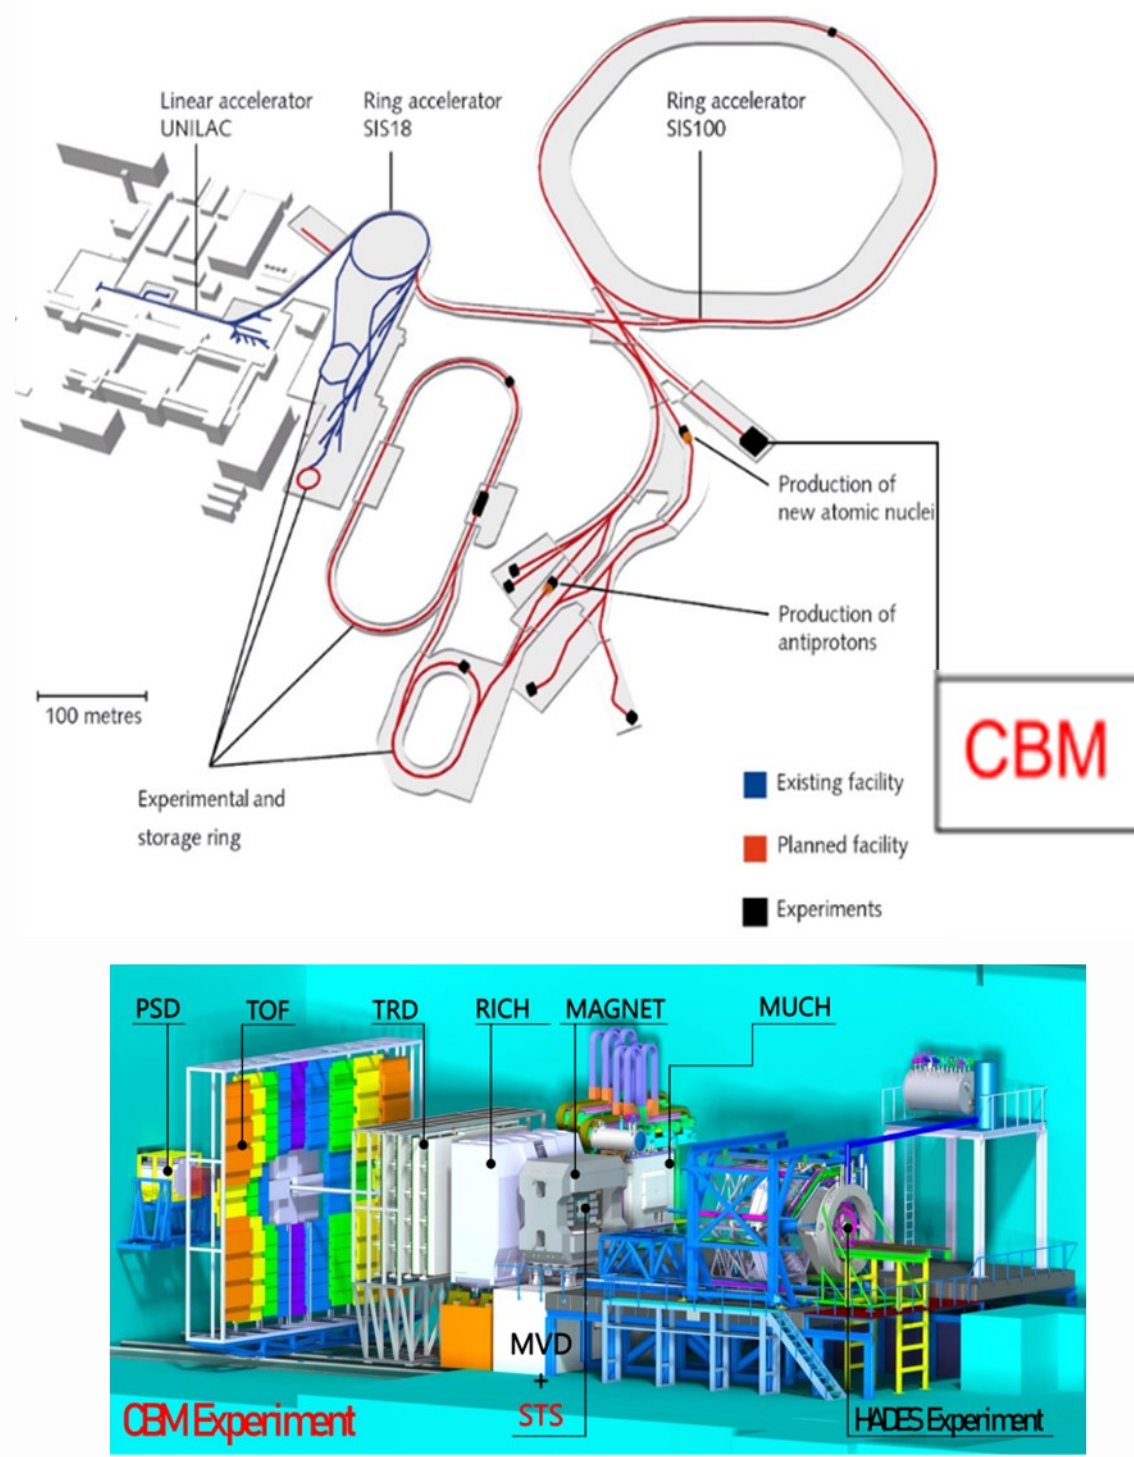 Linear accelerator
UNILAC
Ring accelerator
SIS18
Ring accelerator
SIS100
Production of
new atomic nuclei
Production of
antiprotons
100 metres
CBM
Existing facility
Experimental and
storage ring
Planned facility
Experiments
PSD
TOF
TRD
RICH
MAGNET
MUCH
MVD
+
STS
CBM Experiment
HADES Experiment